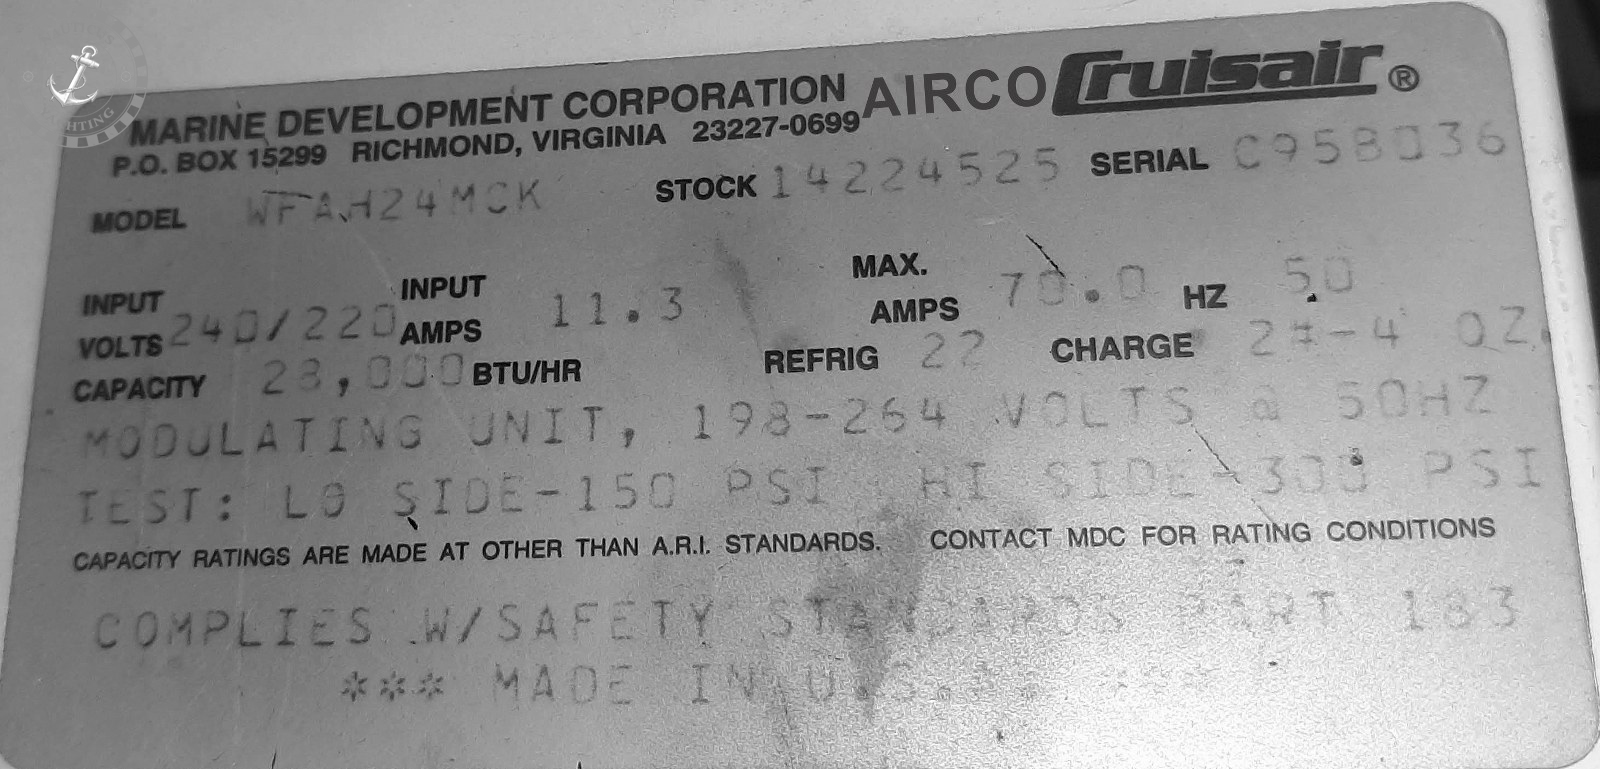 HTING
MARINE DEVELOPMENT CORPORATION AIRCO Cruisair ®
P.O. BOX 15299 RICHMOND, VIRGINIA 23227-0699
MODEL WFAH24MCK STOCK 14224525 SERIAL C958036
INPUT VOLTS 240/220 INPUT AMPS 11.3 MAX. AMPS 70.0 HZ 50
CAPACITY BTU/HR REFRIG 22 CHARGE OZ.
MODULATING UNIT, 198-264 VOLTS @ 50HZ
TEST: LO SIDE-150 PSI HI SIDE-300 PSI
CAPACITY RATINGS ARE MADE AT OTHER THAN A.R.I. STANDARDS. CONTACT MDC FOR RATING CONDITIONS
COMPLIES W/SAFETY STANDARDS PART 183
*** MADE IN U.S.A. ***